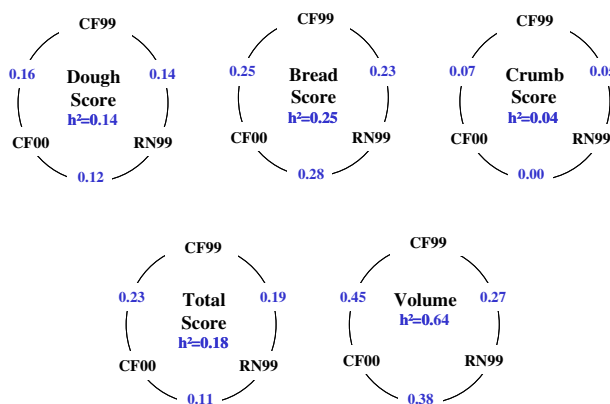 CF99
0.16
0.14
Dough
Score
h²=0.14
CF00
RN99
0.12
CF99
0.25
0.23
Bread
Score
h²=0.25
CF00
RN99
0.28
CF99
0.07
Crumb
Score
h²=0.04
CF00
RN99
0.00
CF99
0.23
0.19
Total
Score
h²=0.18
CF00
RN99
0.11
CF99
0.45
0.27
Volume
h²=0.64
CF00
RN99
0.38